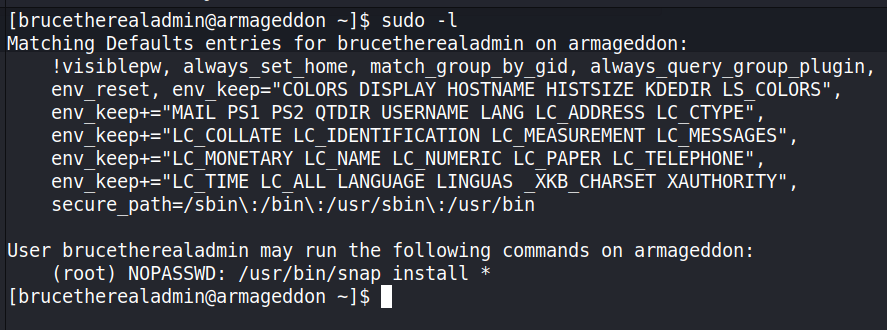 [brucetherealadmin@armageddon ~]$ sudo -l
Matching Defaults entries for brucetherealadmin on armageddon:
    !visiblepw, always_set_home, match_group_by_gid, always_query_group_plugin,
    env_reset, env_keep="COLORS DISPLAY HOSTNAME HISTSIZE KDEDIR LS_COLORS",
    env_keep+="MAIL PS1 PS2 QTDIR USERNAME LANG LC_ADDRESS LC_CTYPE",
    env_keep+="LC_COLLATE LC_IDENTIFICATION LC_MEASUREMENT LC_MESSAGES",
    env_keep+="LC_MONETARY LC_NAME LC_NUMERIC LC_PAPER LC_TELEPHONE",
    env_keep+="LC_TIME LC_ALL LANGUAGE LINGUAS _XKB_CHARSET XAUTHORITY",
    secure_path=/sbin\:/bin\:/usr/sbin\:/usr/bin

User brucetherealadmin may run the following commands on armageddon:
    (root) NOPASSWD: /usr/bin/snap install *
[brucetherealadmin@armageddon ~]$